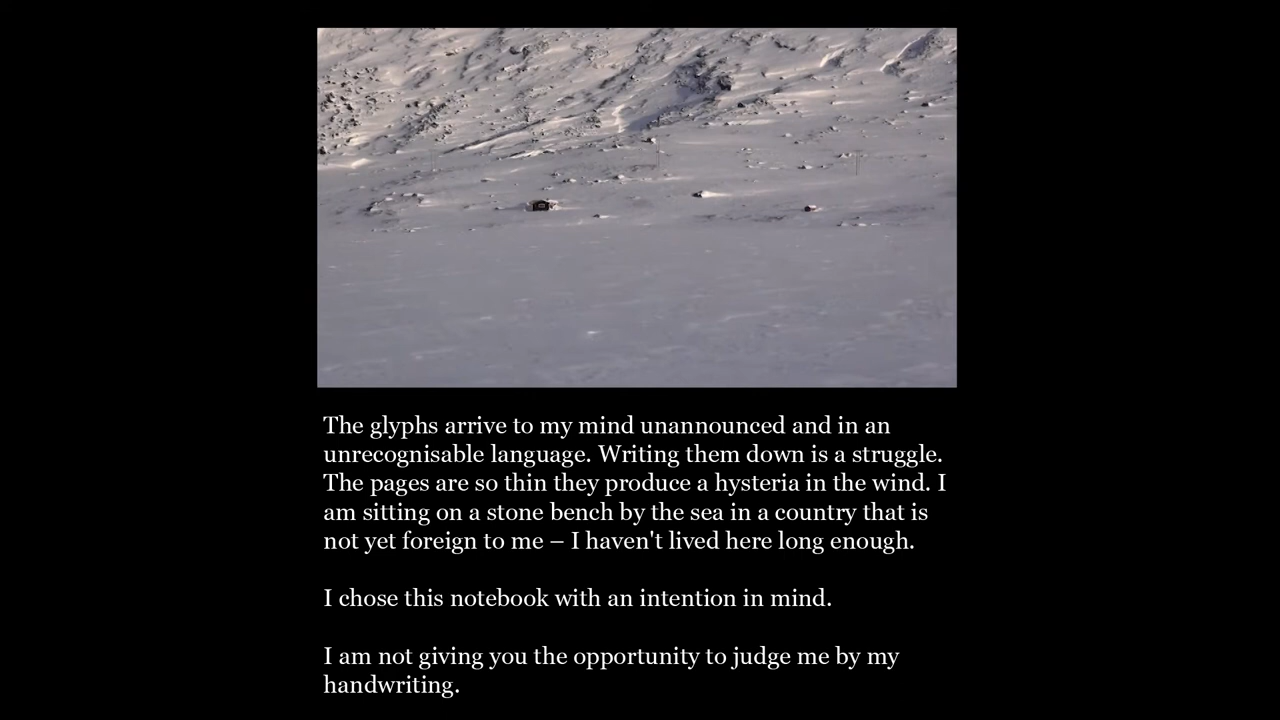 The glyphs arrive to my mind unannounced and in an
unrecognisable language. Writing them down is a struggle.
The pages are so thin they produce a hysteria in the wind. I
am sitting on a stone bench by the sea in a country that is
not yet foreign to me – I haven't lived here long enough.
I chose this notebook with an intention in mind.
I am not giving you the opportunity to judge me by my
handwriting.